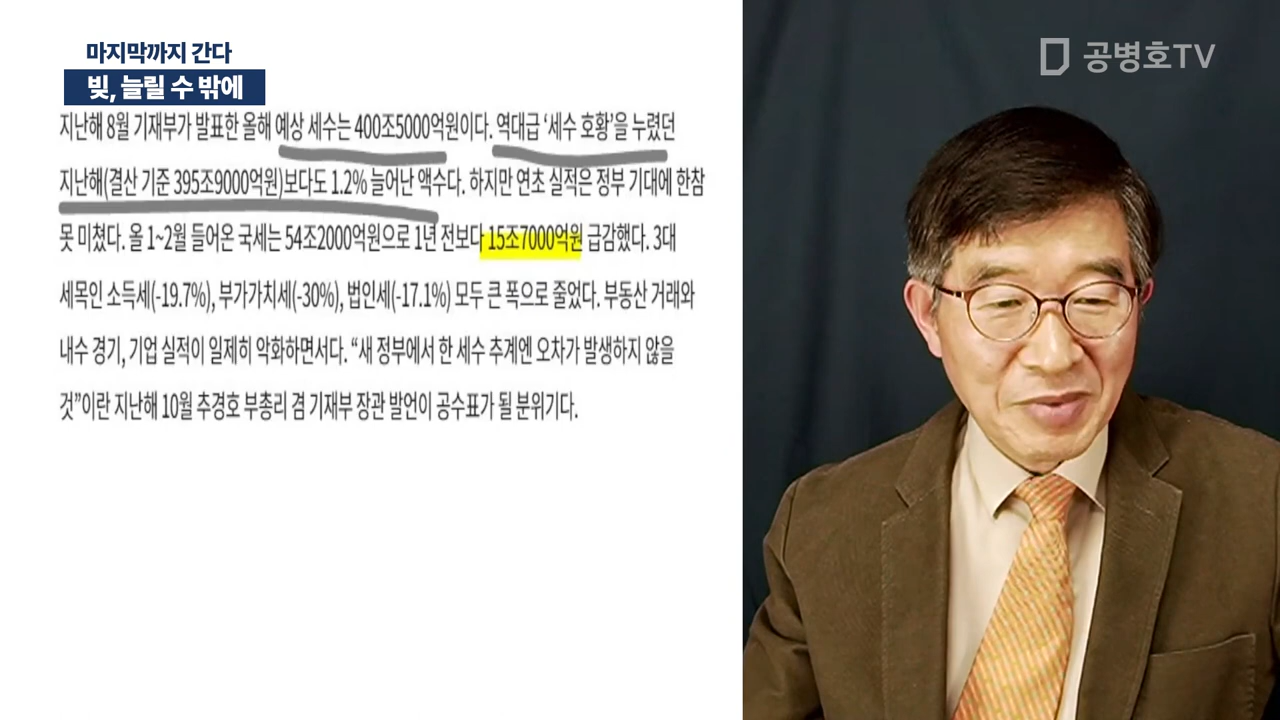 마지막까지 간다
빚, 늘릴 수 밖에
공병호TV
지난해 8월 기재부가 발표한 올해 예상 세수는 400조5000억원이다. 역대급 ‘세수 호황’을 누렸던
지난해(결산 기준 395조9000억원)보다도 1.2% 늘어난 액수다. 하지만 연초 실적은 정부 기대에 한참
못 미쳤다. 올 1~2월 들어온 국세는 54조2000억원으로 1년 전보다 15조7000억원 급감했다. 3대
세목인 소득세(-19.7%), 부가가치세(-30%), 법인세(-17.1%) 모두 큰 폭으로 줄었다. 부동산 거래와
내수 경기, 기업 실적이 일제히 악화하면서다. “새 정부에서 한 세수 추계엔 오차가 발생하지 않을
것”이란 지난해 10월 추경호 부총리 겸 기재부 장관 발언이 공수표가 될 분위기다.